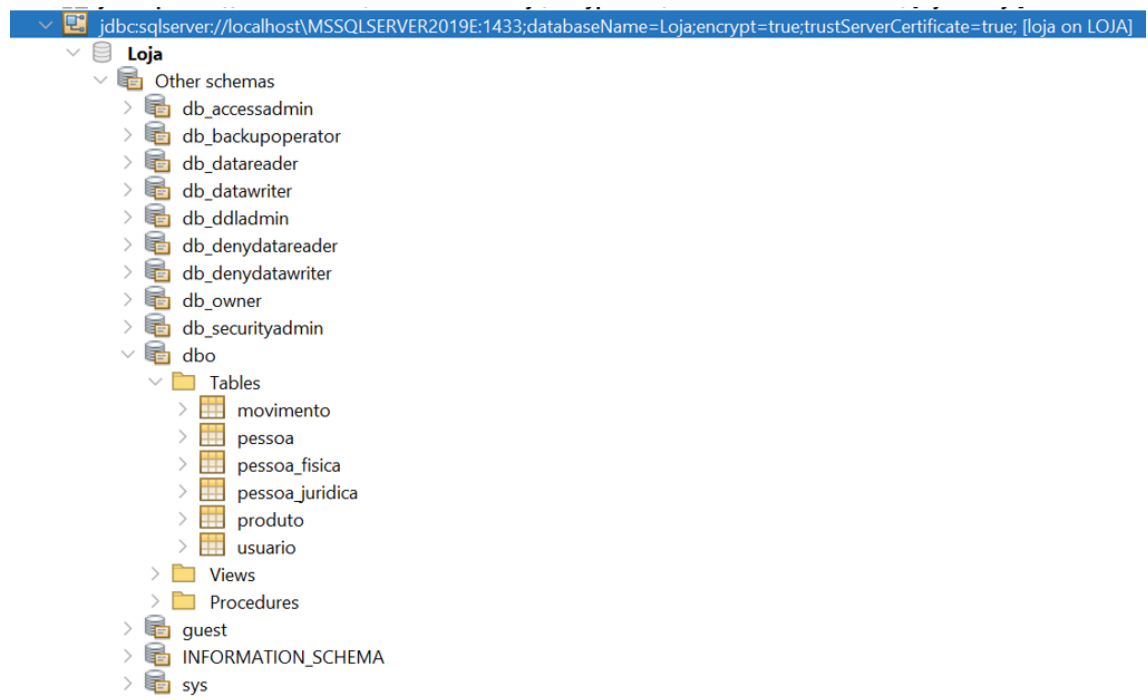 jdbc:sqlserver://localhost\MSSQLSERVER2019E:1433;databaseName=Loja;encrypt=true;trustServerCertificate=true; [loja on LOJA]
Loja
Other schemas
db_accessadmin
db_backupoperator
db_datareader
db_datawriter
db_ddladmin
db_denydatareader
db_denydatawriter
db_owner
db_securityadmin
dbo
Tables
movimento
pessoa
pessoa_fisica
pessoa_juridica
produto
usuario
Views
Procedures
guest
INFORMATION_SCHEMA
sys